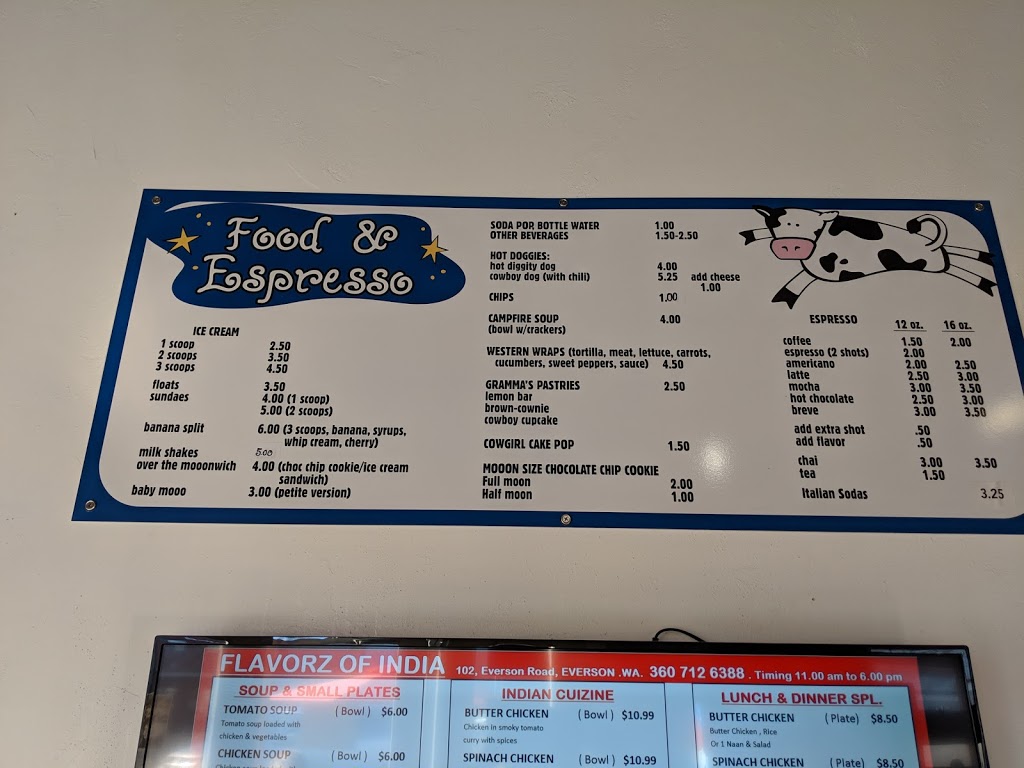 Food &
Espresso
ICE CREAM
1 scoop 2.50
2 scoops 3.50
3 scoops 4.50
floats 3.50
sundaes 4.00 (1 scoop)
5.00 (2 scoops)
banana split 6.00 (3 scoops, banana, syrups,
whip cream, cherry)
milk shakes 5.00
over the mooonwich 4.00 (choc chip cookie/ice cream
sandwich)
baby mooo 3.00 (petite version)
SODA POP, BOTTLE WATER 1.00
OTHER BEVERAGES 1.50-2.50
HOT DOGGIES:
hot diggity dog 4.00
cowboy dog (with chili) 5.25 add cheese
1.00
CHIPS 1.00
CAMPFIRE SOUP 4.00
(bowl w/crackers)
WESTERN WRAPS (tortilla, meat, lettuce, carrots,
cucumbers, sweet peppers, sauce) 4.50
GRAMMA'S PASTRIES 2.50
lemon bar
brown-cownie
cowboy cupcake
COWGIRL CAKE POP 1.50
MOOON SIZE CHOCOLATE CHIP COOKIE
Full moon 2.00
Half moon 1.00
ESPRESSO 12 oz. 16 oz.
coffee 1.50 2.00
espresso (2 shots) 2.00
americano 2.00 2.50
latte 2.50 3.00
mocha 3.00 3.50
hot chocolate 2.50 3.00
breve 3.00 3.50
add extra shot .50
add flavor .50
chai 3.00 3.50
tea 1.50
Italian Sodas 3.25
FLAVORZ OF INDIA 102, Everson Road, EVERSON .WA. 360 712 6388 . Timing 11.00 am to 6.00 pm
SOUP & SMALL PLATES
TOMATO SOUP (Bowl) $6.00
Tomato soup loaded with
chicken & vegetables
CHICKEN SOUP (Bowl) $6.00
INDIAN CUIZINE
BUTTER CHICKEN (Bowl) $10.99
Chicken in smoky tomato
curry with spices
SPINACH CHICKEN (Bowl) $10.99
LUNCH & DINNER SPL.
BUTTER CHICKEN (Plate) $8.50
Butter Chicken , Rice
Or 1 Naan & Salad
SPINACH CHICKEN (Plate) $8.50